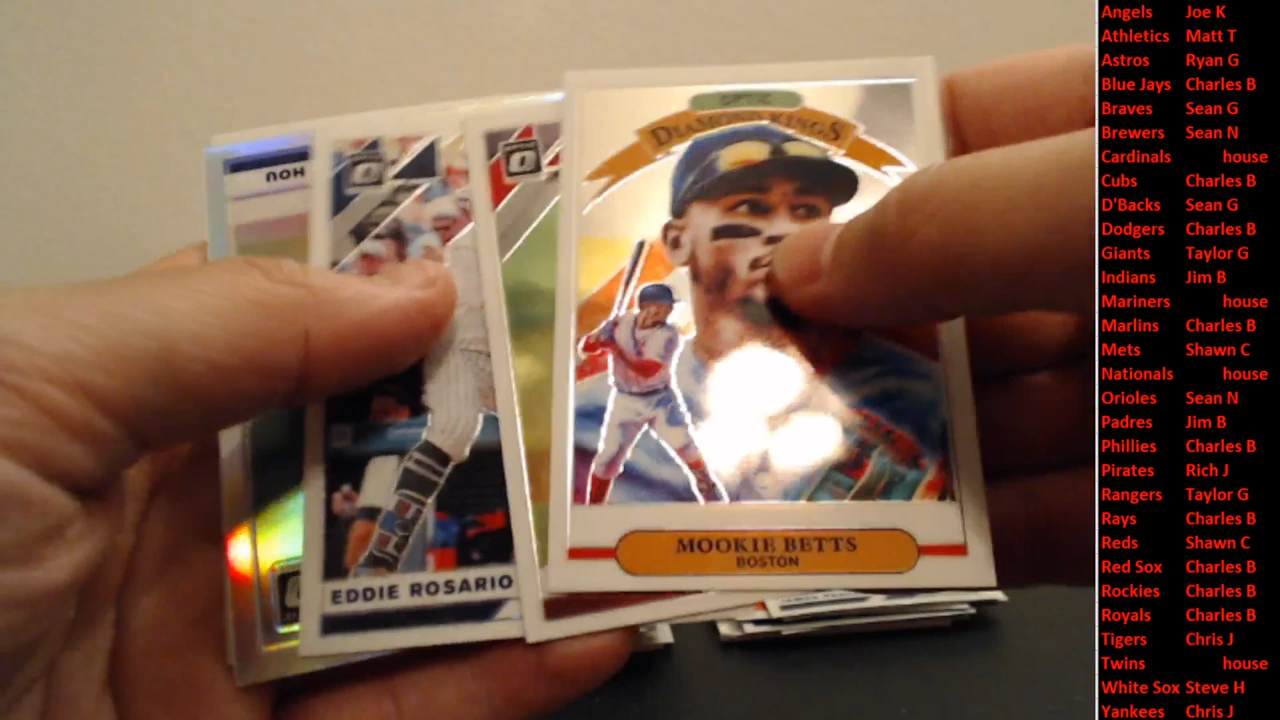 OPTIC
DIAMOND KINGS
MOOKIE BETTS
BOSTON
EDDIE ROSARIO
HOU
Angels Joe K
Athletics Matt T
Astros Ryan G
Blue Jays Charles B
Braves Sean G
Brewers Sean N
Cardinals house
Cubs Charles B
D'Backs Sean G
Dodgers Charles B
Giants Taylor G
Indians Jim B
Mariners house
Marlins Charles B
Mets Shawn C
Nationals house
Orioles Sean N
Padres Jim B
Phillies Charles B
Pirates Rich J
Rangers Taylor G
Rays Charles B
Reds Shawn C
Red Sox Charles B
Rockies Charles B
Royals Charles B
Tigers Chris J
Twins house
White Sox Steve H
Yankees Chris J